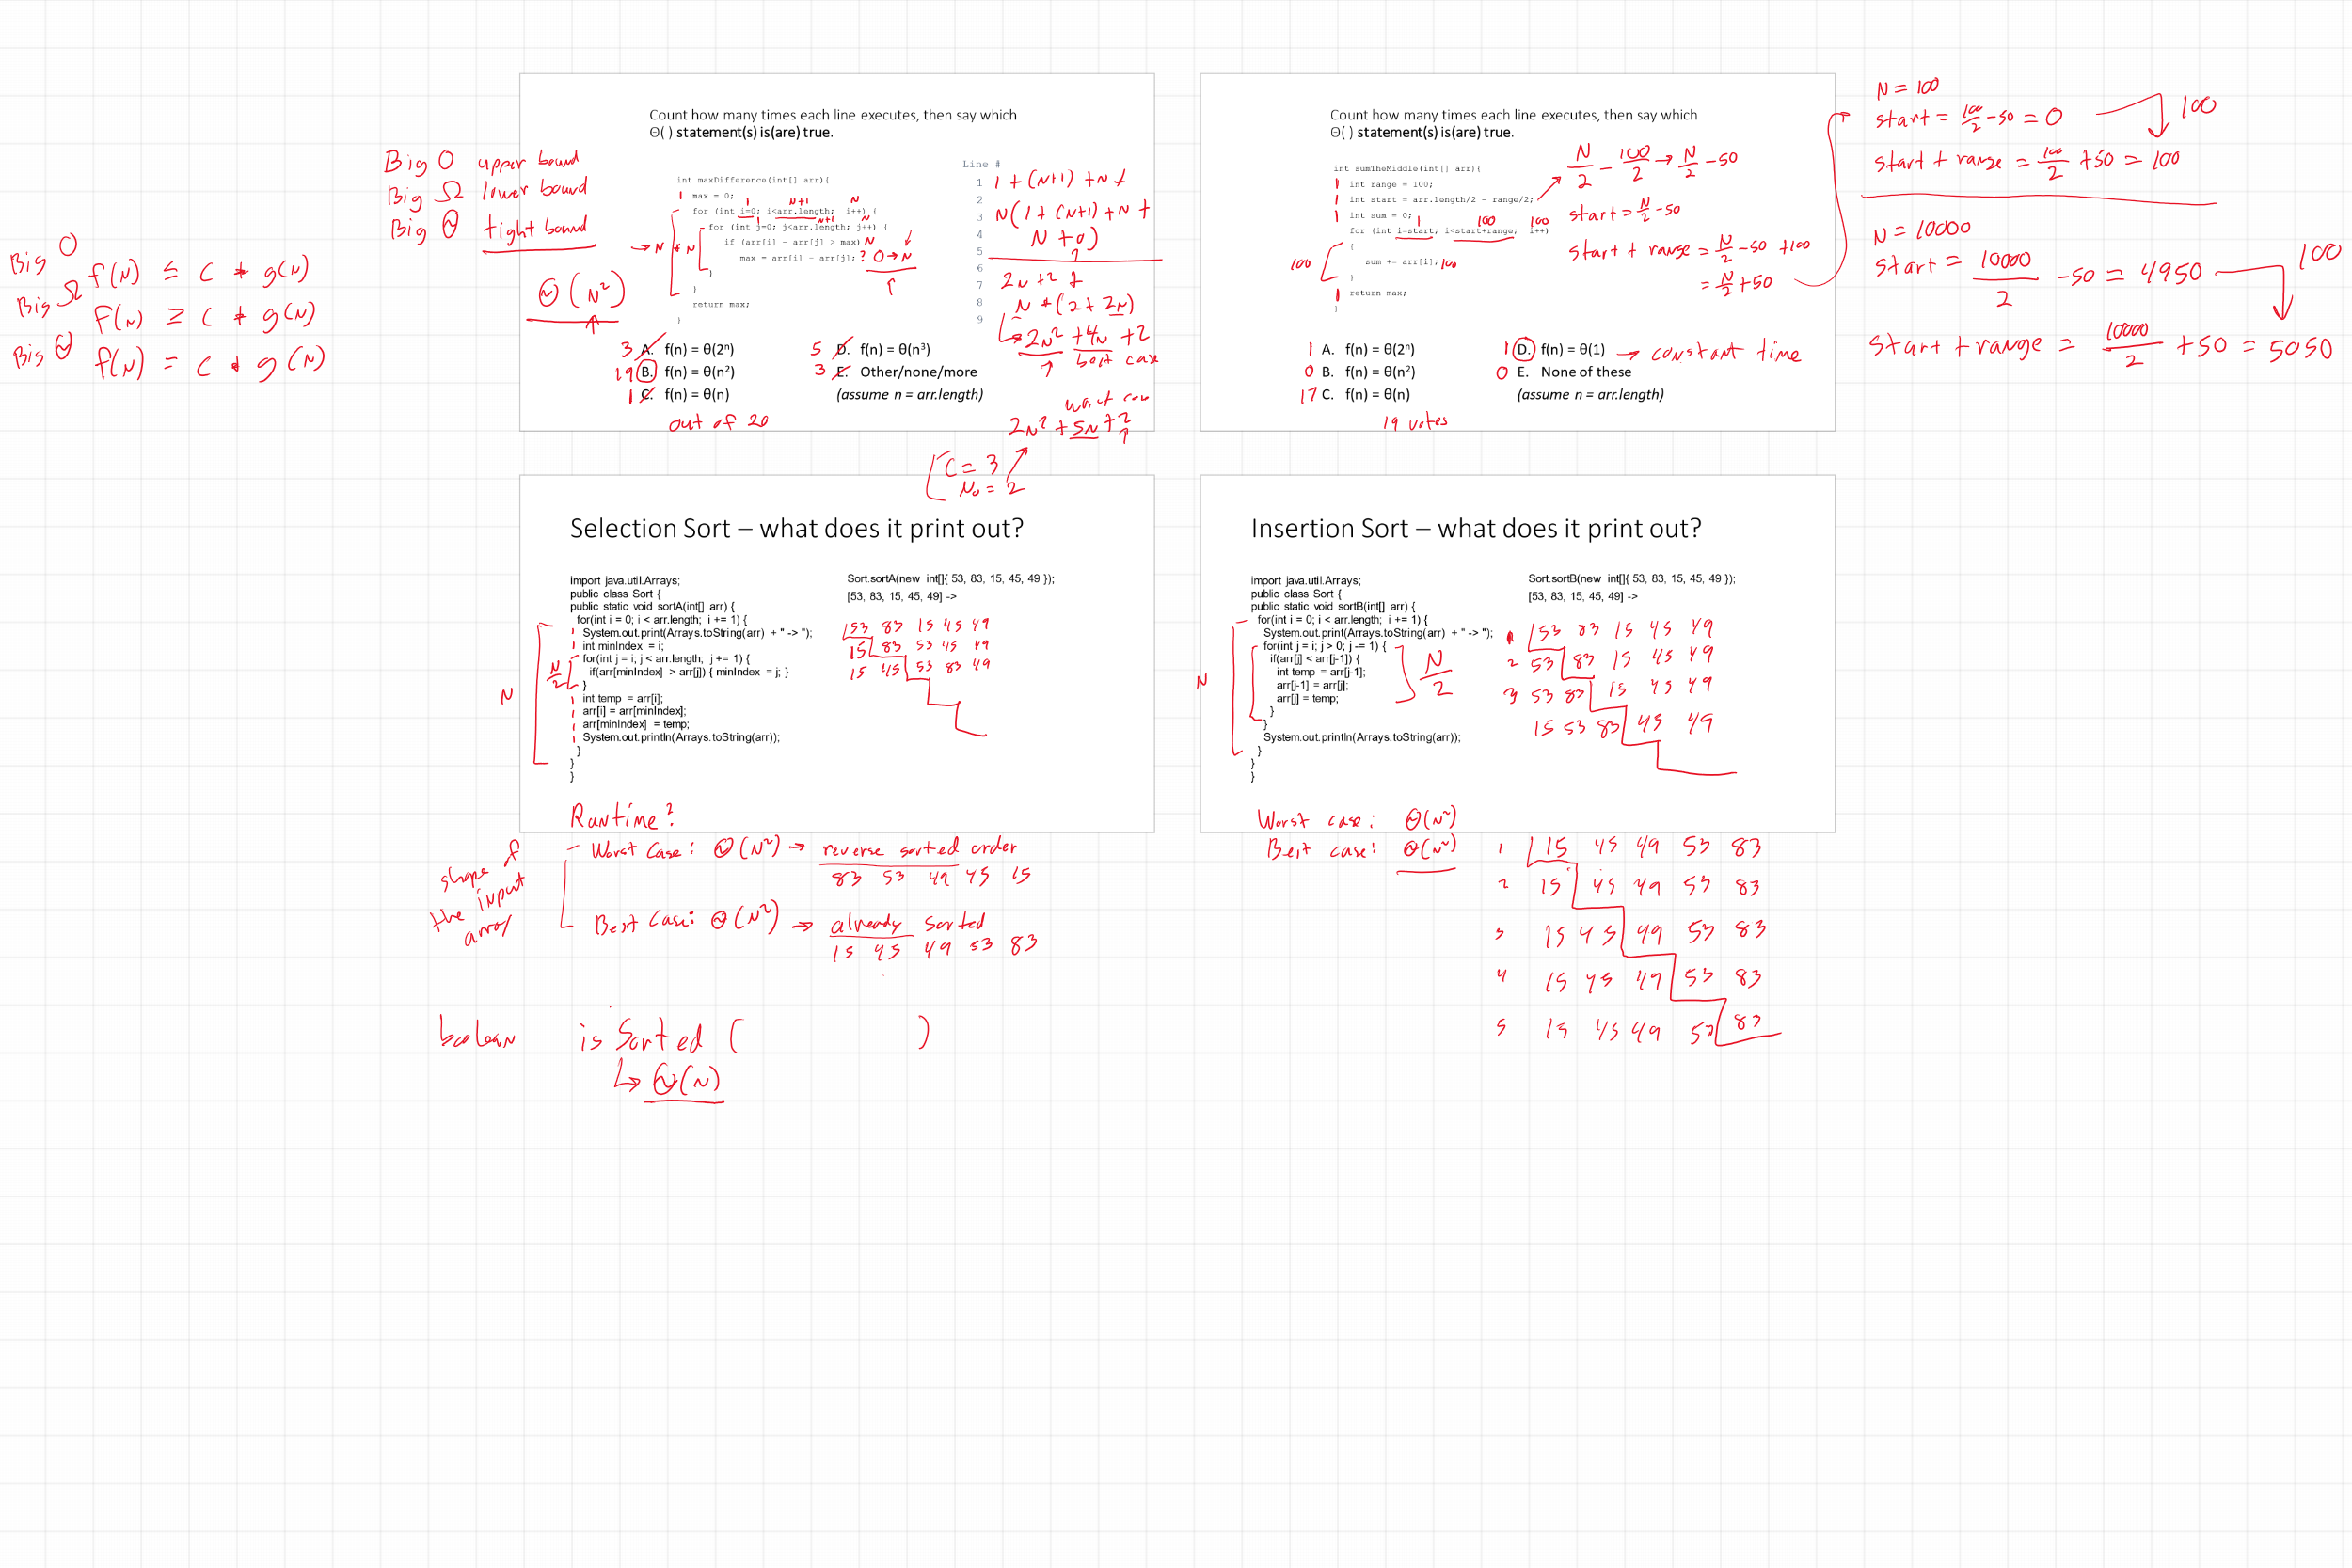 Big O upper bound
Big Ω lower bound
Big Θ tight bound
Big O
f(N) ≤ c * g(N)
Big Ω
f(N) ≥ c * g(N)
Big Θ
f(N) = c * g(N)
Θ(N²)
Count how many times each line executes, then say which
Θ( ) statement(s) is(are) true.
Line #
int maxDifference(int[] arr){
1 max = 0;
1 N+1 N
for (int i=0; i<arr.length; i++) {
1 N+1 N
for (int j=0; j<arr.length; j++) {
→ N * N
if (arr[i] - arr[j] > max) N
max = arr[i] - arr[j]; ? 0→N
}
}
return max;
}
1
2
3
4
5
6
7
8
9
1 + (N+1) + N +
N(1 + (N+1) + N +
N + 0)
2N +2 +
N * (2 + 2N)
2N² + 4N + 2
best case
2N² + 5N + 2
C = 3
N₀ = 2
3 A. f(n) = θ(2ⁿ)
19 B. f(n) = θ(n²)
1 C. f(n) = θ(n)
5 D. f(n) = θ(n³)
3 E. Other/none/more
(assume n = arr.length)
out of 20
Count how many times each line executes, then say which
Θ( ) statement(s) is(are) true.
int sumTheMiddle(int[] arr){
1 int range = 100;
1 int start = arr.length/2 - range/2;
1 int sum = 0;
1 100 100
for (int i=start; i<start+range; i++)
100 {
sum += arr[i]; 100
}
1 return max;
}
N/2 - 100/2 → N/2 - 50
start = N/2 - 50
start + range = N/2 - 50 + 100
= N/2 + 50
1 A. f(n) = θ(2ⁿ)
0 B. f(n) = θ(n²)
17 C. f(n) = θ(n)
1 D. f(n) = θ(1) → constant time
0 E. None of these
(assume n = arr.length)
19 votes
N = 100
start = 100/2 - 50 = 0
100
start + range = 100/2 + 50 = 100
N = 10000
start = 10000/2 - 50 = 4950
100
start + range = 10000/2 + 50 = 5050
Selection Sort – what does it print out?
import java.util.Arrays;
public class Sort {
public static void sortA(int[] arr) {
for(int i = 0; i < arr.length; i += 1) {
System.out.print(Arrays.toString(arr) + " -> ");
int minIndex = i;
for(int j = i; j < arr.length; j += 1) {
if(arr[minIndex] > arr[j]) { minIndex = j; }
}
int temp = arr[i];
arr[i] = arr[minIndex];
arr[minIndex] = temp;
System.out.println(Arrays.toString(arr));
}
}
}
N
N/2
Sort.sortA(new int[]{ 53, 83, 15, 45, 49 });
[53, 83, 15, 45, 49] ->
53 83 15 45 49
15 83 53 45 49
15 45 53 83 49
Runtime?
shape of
the input
array
Worst Case: Θ(N²) → reverse sorted order
83 53 49 45 15
Best Case: Θ(N²) → already sorted
15 45 49 53 83
boolean isSorted ( )
↳ Θ(N)
Insertion Sort – what does it print out?
import java.util.Arrays;
public class Sort {
public static void sortB(int[] arr) {
for(int i = 0; i < arr.length; i += 1) {
System.out.print(Arrays.toString(arr) + " -> ");
for(int j = i; j > 0; j -= 1) {
if(arr[j] < arr[j-1]) {
int temp = arr[j-1];
arr[j-1] = arr[j];
arr[j] = temp;
}
}
System.out.println(Arrays.toString(arr));
}
}
}
N
N/2
Sort.sortB(new int[]{ 53, 83, 15, 45, 49 });
[53, 83, 15, 45, 49] ->
53 83 15 45 49
2 53 83 15 45 49
3 53 83 15 45 49
15 53 83 45 49
Worst case: Θ(N²)
Best case: Θ(N²)
1 15 45 49 53 83
2 15 45 49 53 83
3 15 45 49 53 83
4 15 45 49 53 83
5 15 45 49 53 83